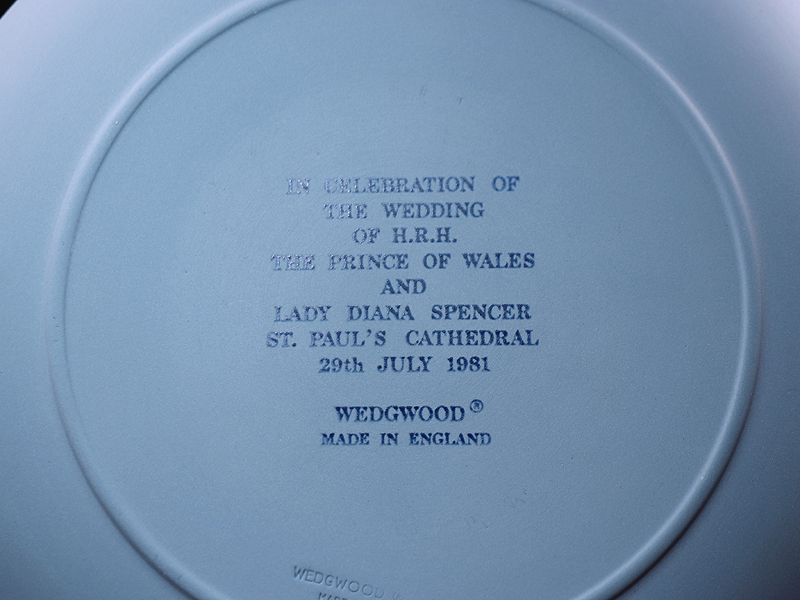 IN CELEBRATION OF
THE WEDDING
OF H.R.H.
THE PRINCE OF WALES
AND
LADY DIANA SPENCER
ST. PAUL'S CATHEDRAL
29th JULY 1981
WEDGWOOD®
MADE IN ENGLAND
WEDGWOOD